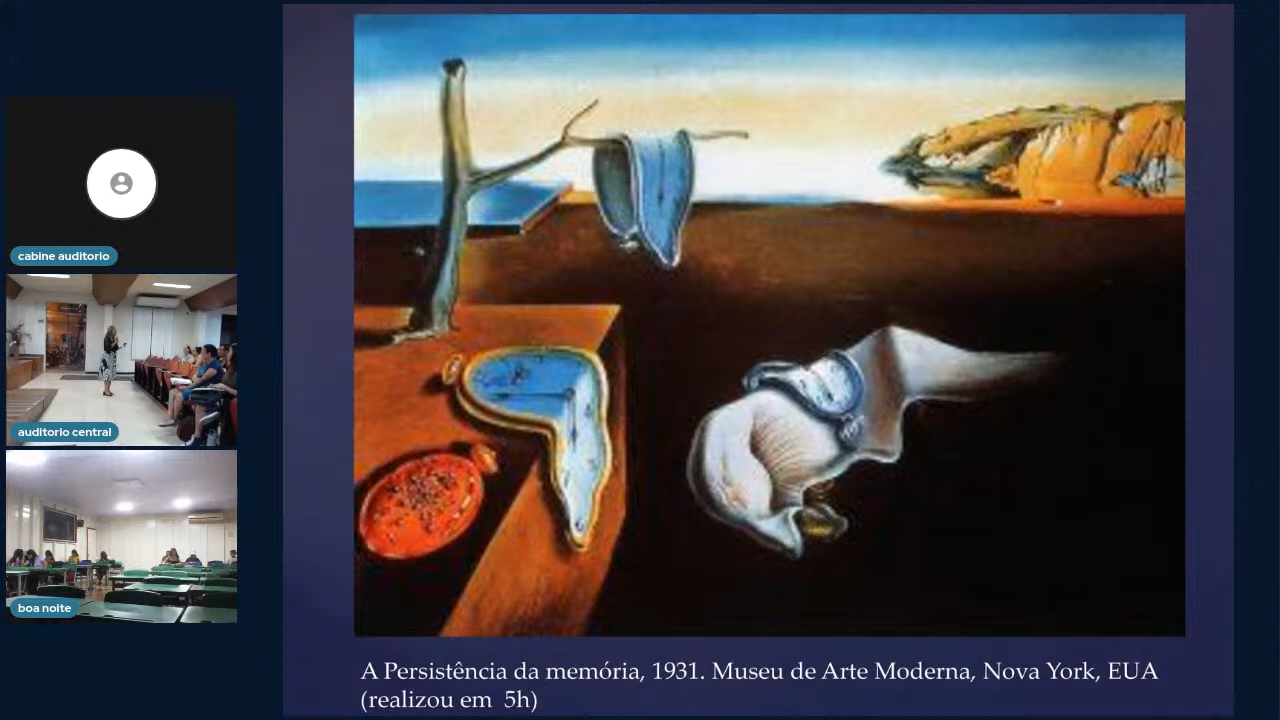 cabine auditorio
auditorio central
boa noite
A Persistência da memória, 1931. Museu de Arte Moderna, Nova York, EUA
(realizou em  5h)